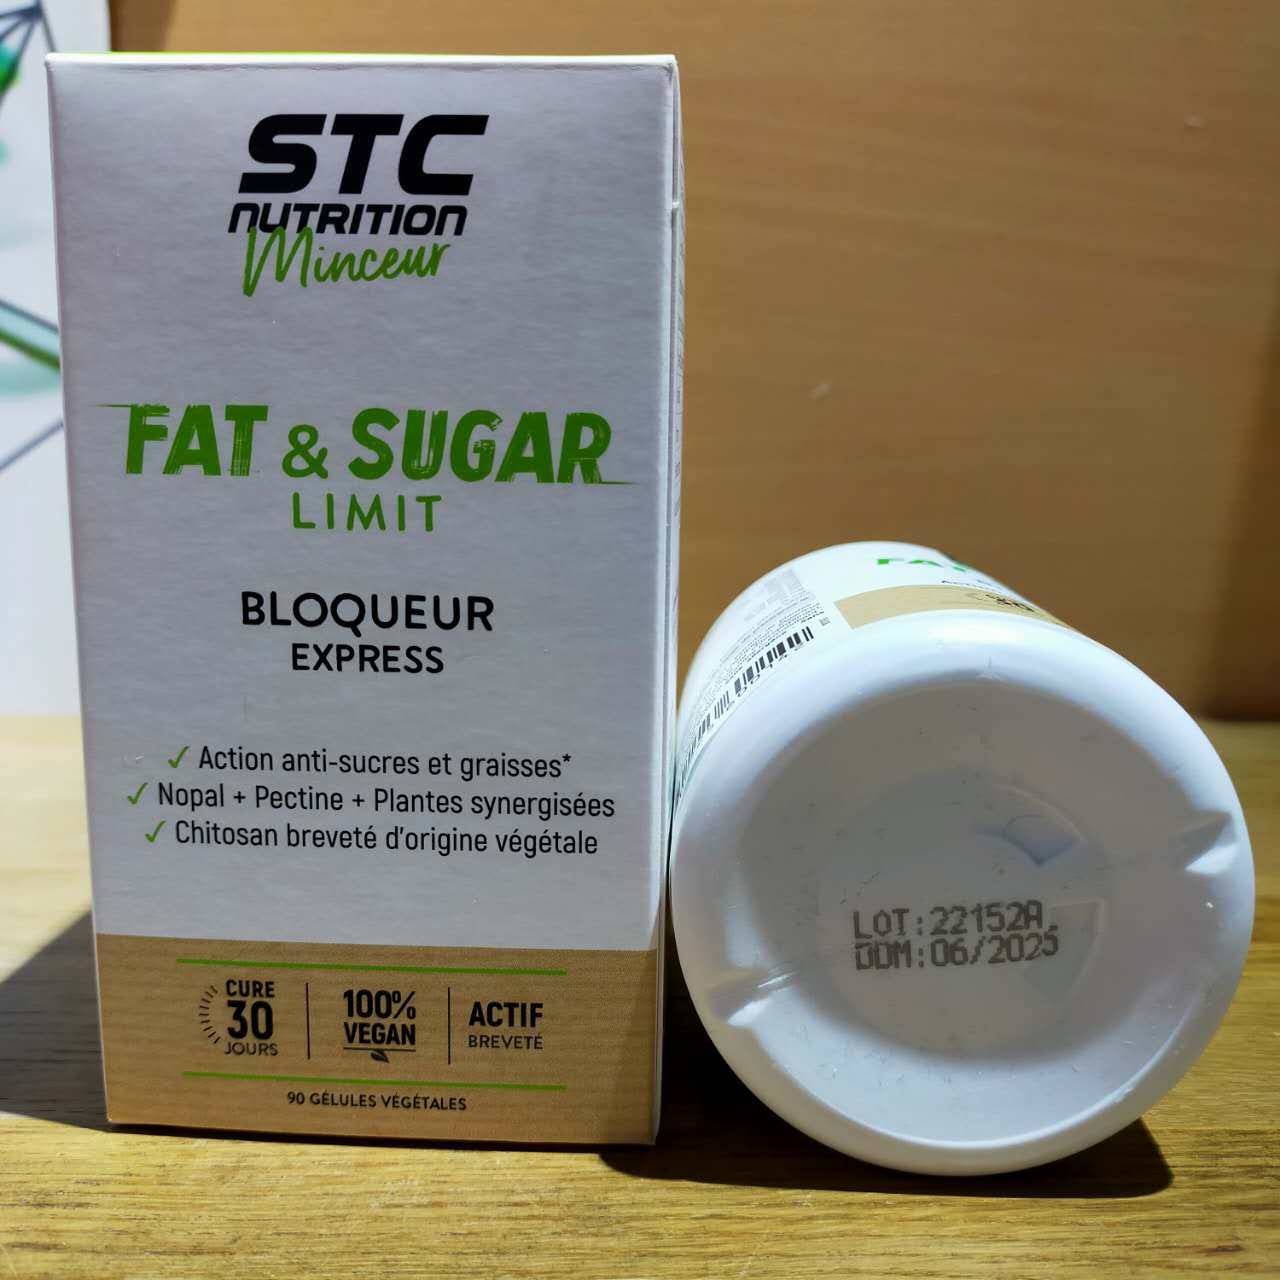 STC
NUTRITION
Minceur
FAT & SUGAR
LIMIT
BLOQUEUR
EXPRESS
✓ Action anti-sucres et graisses*
✓ Nopal + Pectine + Plantes synergisées
✓ Chitosan breveté d'origine végétale
CURE
30
JOURS
100%
VEGAN
ACTIF
BREVETÉ
90 GÉLULES VÉGÉTALES
LOT:22152A
DDM:06/2025